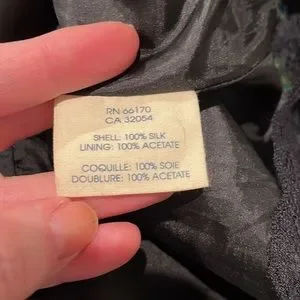 RN 66170
CA 32054
SHELL: 100% SILK
LINING: 100% ACETATE
COQUILLE: 100% SOIE
DOUBLURE: 100% ACETATE